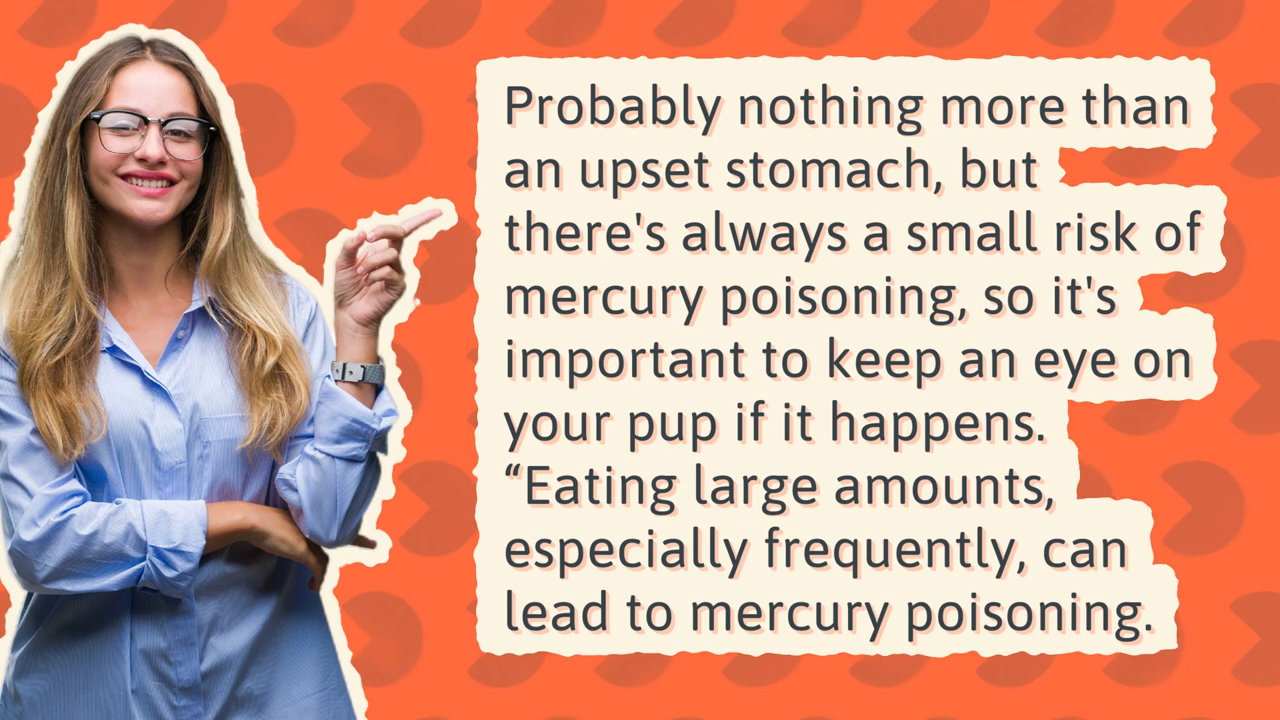 Probably nothing more than
an upset stomach, but
there's always a small risk of
mercury poisoning, so it's
important to keep an eye on
your pup if it happens.
“Eating large amounts,
especially frequently, can
lead to mercury poisoning.